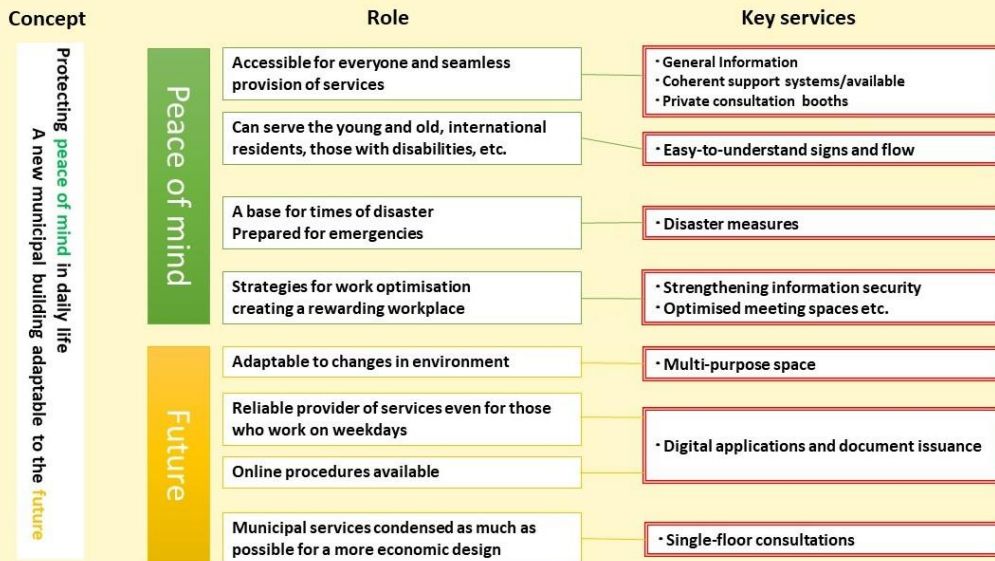 Concept
Role
Key services
Protecting peace of mind in daily life
A new municipal building adaptable to the future
Peace of mind
Accessible for everyone and seamless
provision of services
・General Information
・Coherent support systems/available
・Private consultation booths
Can serve the young and old, international
residents, those with disabilities, etc.
・Easy-to-understand signs and flow
A base for times of disaster
Prepared for emergencies
・Disaster measures
Strategies for work optimisation
creating a rewarding workplace
・Strengthening information security
・Optimised meeting spaces etc.
Future
Adaptable to changes in environment
・Multi-purpose space
Reliable provider of services even for those
who work on weekdays
・Digital applications and document issuance
Online procedures available
Municipal services condensed as much as
possible for a more economic design
・Single-floor consultations